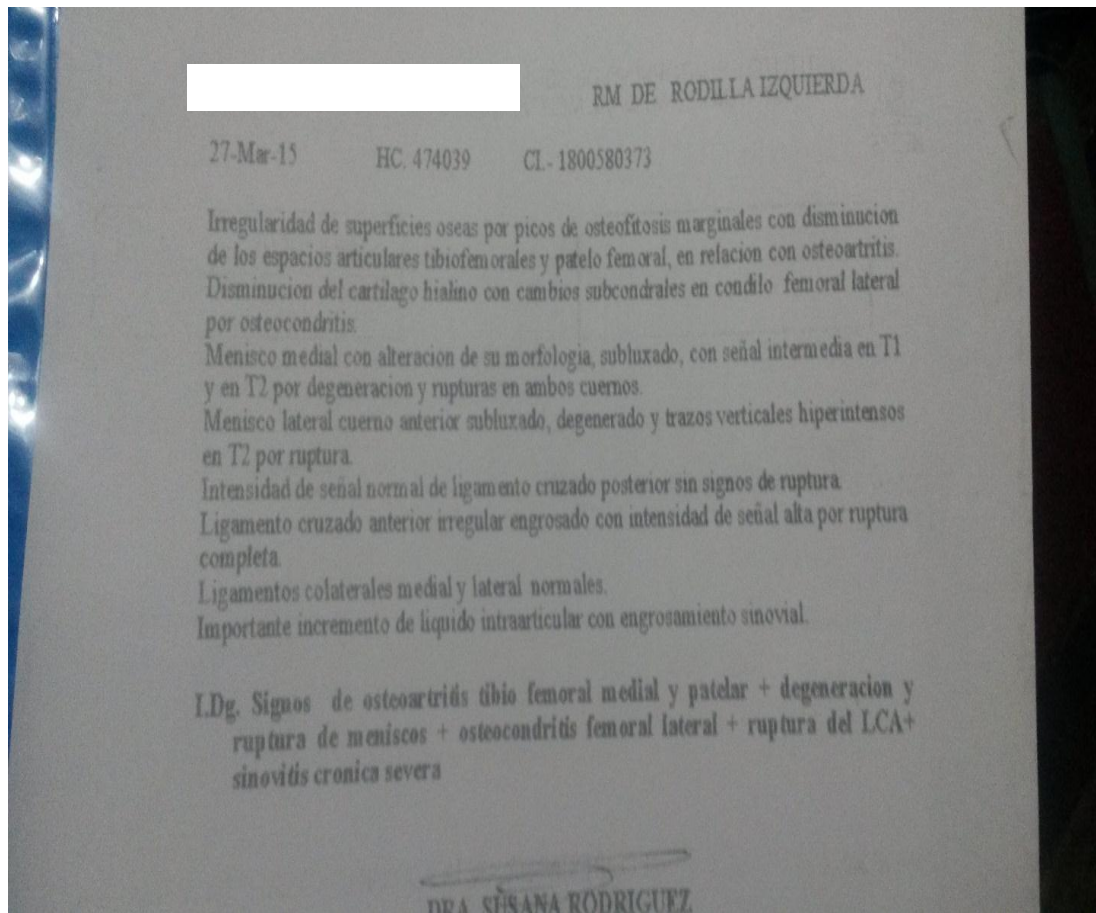 RM DE RODILLA IZQUIERDA
27-Mar-15 HC. 474039 CI.- 1800580373
Irregularidad de superficies oseas por picos de osteofitosis marginales con disminucion
de los espacios articulares tibiofemorales y patelo femoral, en relacion con osteoartritis.
Disminucion del cartilago hialino con cambios subcondrales en condilo femoral lateral
por osteocondritis.
Menisco medial con alteracion de su morfologia, subluxado, con señal intermedia en T1
y en T2 por degeneracion y rupturas en ambos cuernos.
Menisco lateral cuerno anterior subluxado, degenerado y trazos verticales hiperintensos
en T2 por ruptura.
Intensidad de señal normal de ligamento cruzado posterior sin signos de ruptura.
Ligamento cruzado anterior irregular engrosado con intensidad de señal alta por ruptura
completa.
Ligamentos colaterales medial y lateral normales.
Importante incremento de liquido intraarticular con engrosamiento sinovial.
I.Dg. Signos de osteoartritis tibio femoral medial y patelar + degeneracion y
ruptura de meniscos + osteocondritis femoral lateral + ruptura del LCA+
sinovitis cronica severa
DRA. SUSANA RODRIGUEZ